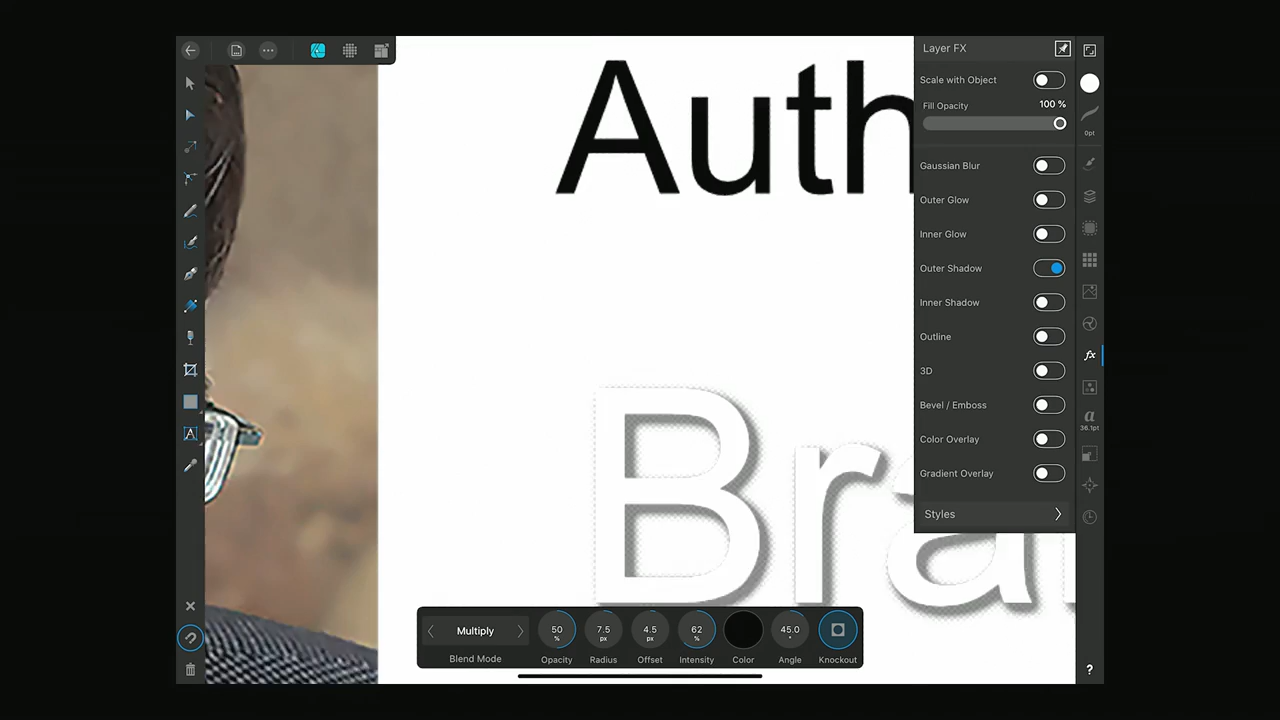 Layer FX
Scale with Object
Fill Opacity 100 %
0pt
Gaussian Blur
Outer Glow
Inner Glow
Outer Shadow
Inner Shadow
Outline
3D
Bevel / Emboss
Color Overlay
Gradient Overlay
Styles
fx
a
36.1pt
Auth
Bra
A
Multiply
Blend Mode
50 %
Opacity
7.5 px
Radius
4.5 px
Offset
62 %
Intensity
Color
45.0 °
Angle
Knockout
?